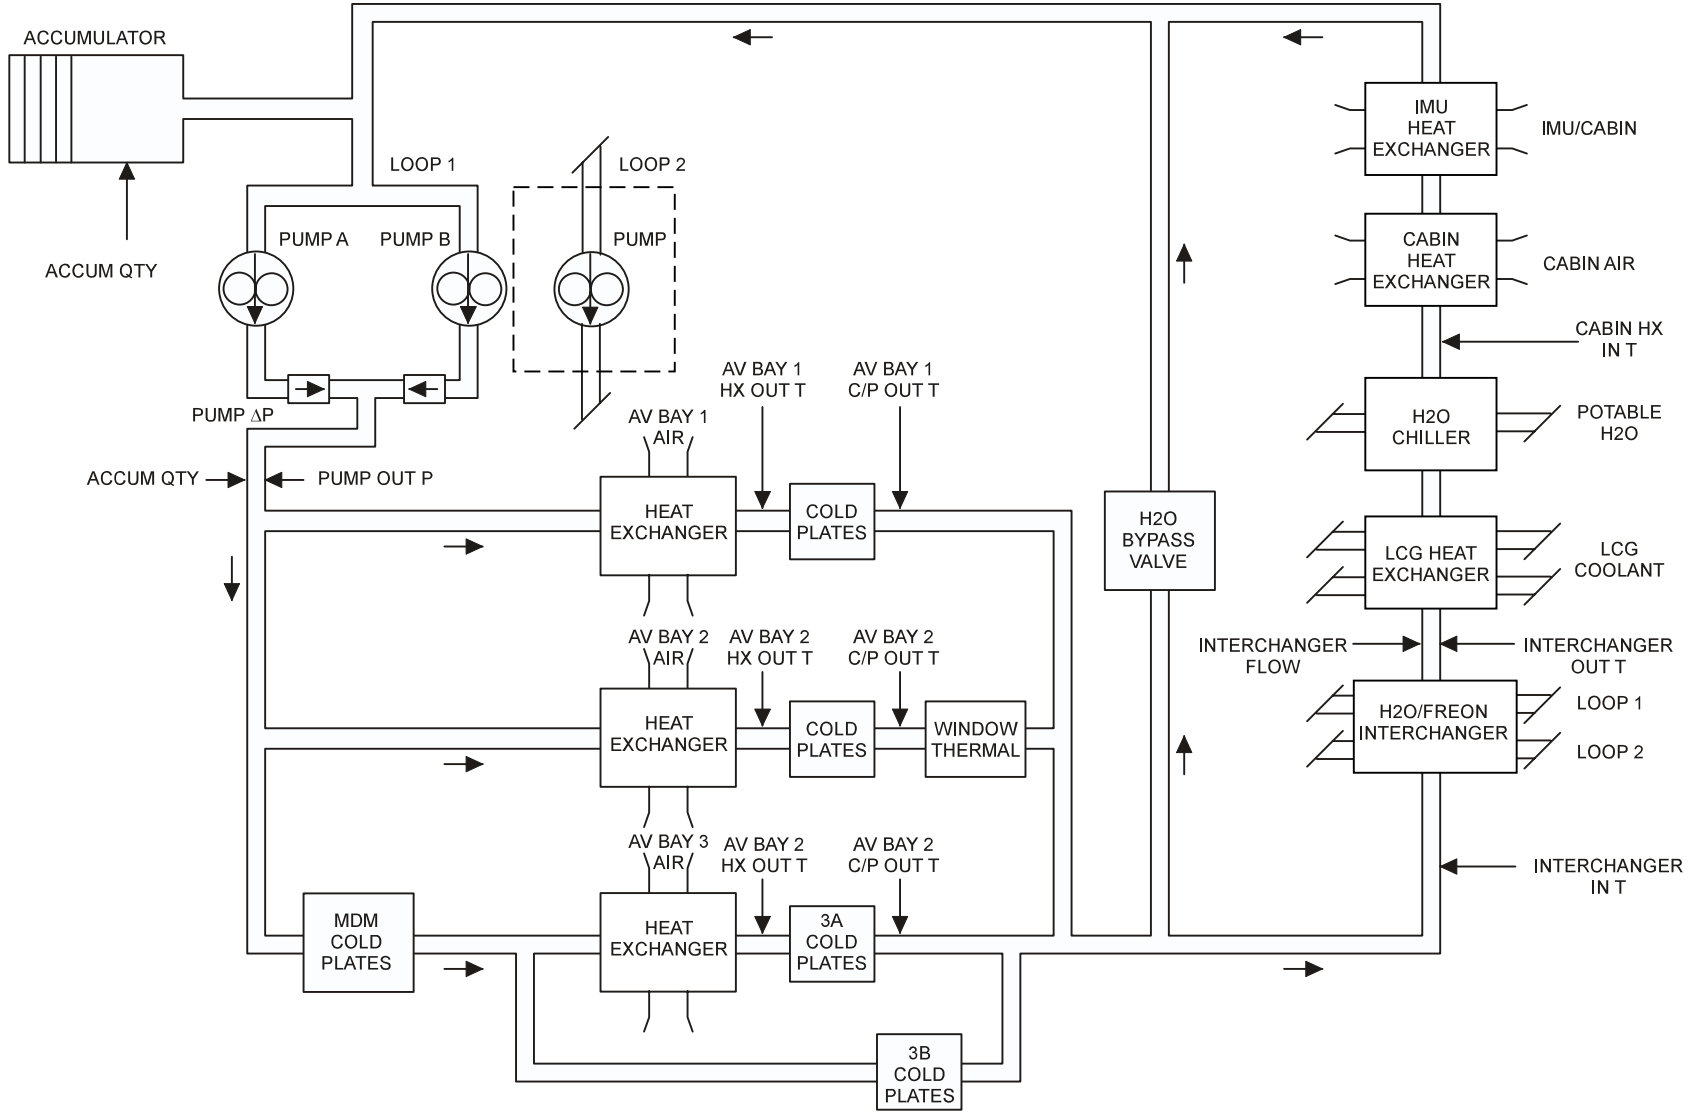 ACCUMULATOR
ACCUM QTY
LOOP 1
PUMP A
PUMP B
LOOP 2
PUMP
PUMP ΔP
ACCUM QTY
PUMP OUT P
AV BAY 1
AIR
AV BAY 1
HX OUT T
AV BAY 1
C/P OUT T
HEAT
EXCHANGER
COLD
PLATES
AV BAY 2
AIR
AV BAY 2
HX OUT T
AV BAY 2
C/P OUT T
HEAT
EXCHANGER
COLD
PLATES
WINDOW
THERMAL
AV BAY 3
AIR
AV BAY 2
HX OUT T
AV BAY 2
C/P OUT T
MDM
COLD
PLATES
HEAT
EXCHANGER
3A
COLD
PLATES
3B
COLD
PLATES
H2O
BYPASS
VALVE
IMU
HEAT
EXCHANGER
IMU/CABIN
CABIN
HEAT
EXCHANGER
CABIN AIR
CABIN HX
IN T
H2O
CHILLER
POTABLE
H2O
LCG HEAT
EXCHANGER
LCG
COOLANT
INTERCHANGER
FLOW
INTERCHANGER
OUT T
H2O/FREON
INTERCHANGER
LOOP 1
LOOP 2
INTERCHANGER
IN T